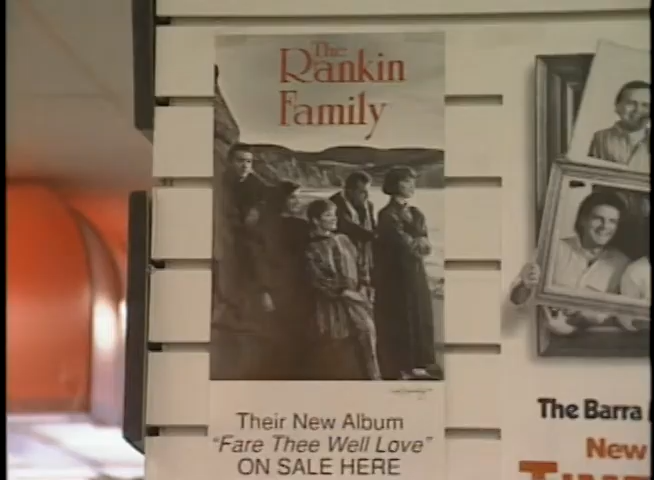 The
Rankin
Family
Their New Album
"Fare Thee Well Love"
ON SALE HERE
The Barra
New